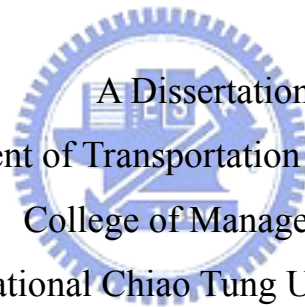 A Dissertation
ent of Transportation
College of Manage
ational Chiao Tung U